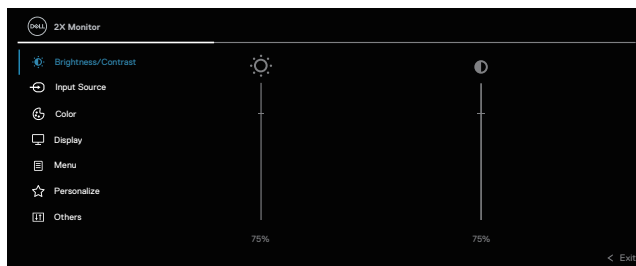 DELL 2X Monitor
Brightness/Contrast
Input Source
Color
Display
Menu
Personalize
Others
75% 75%
< Exit